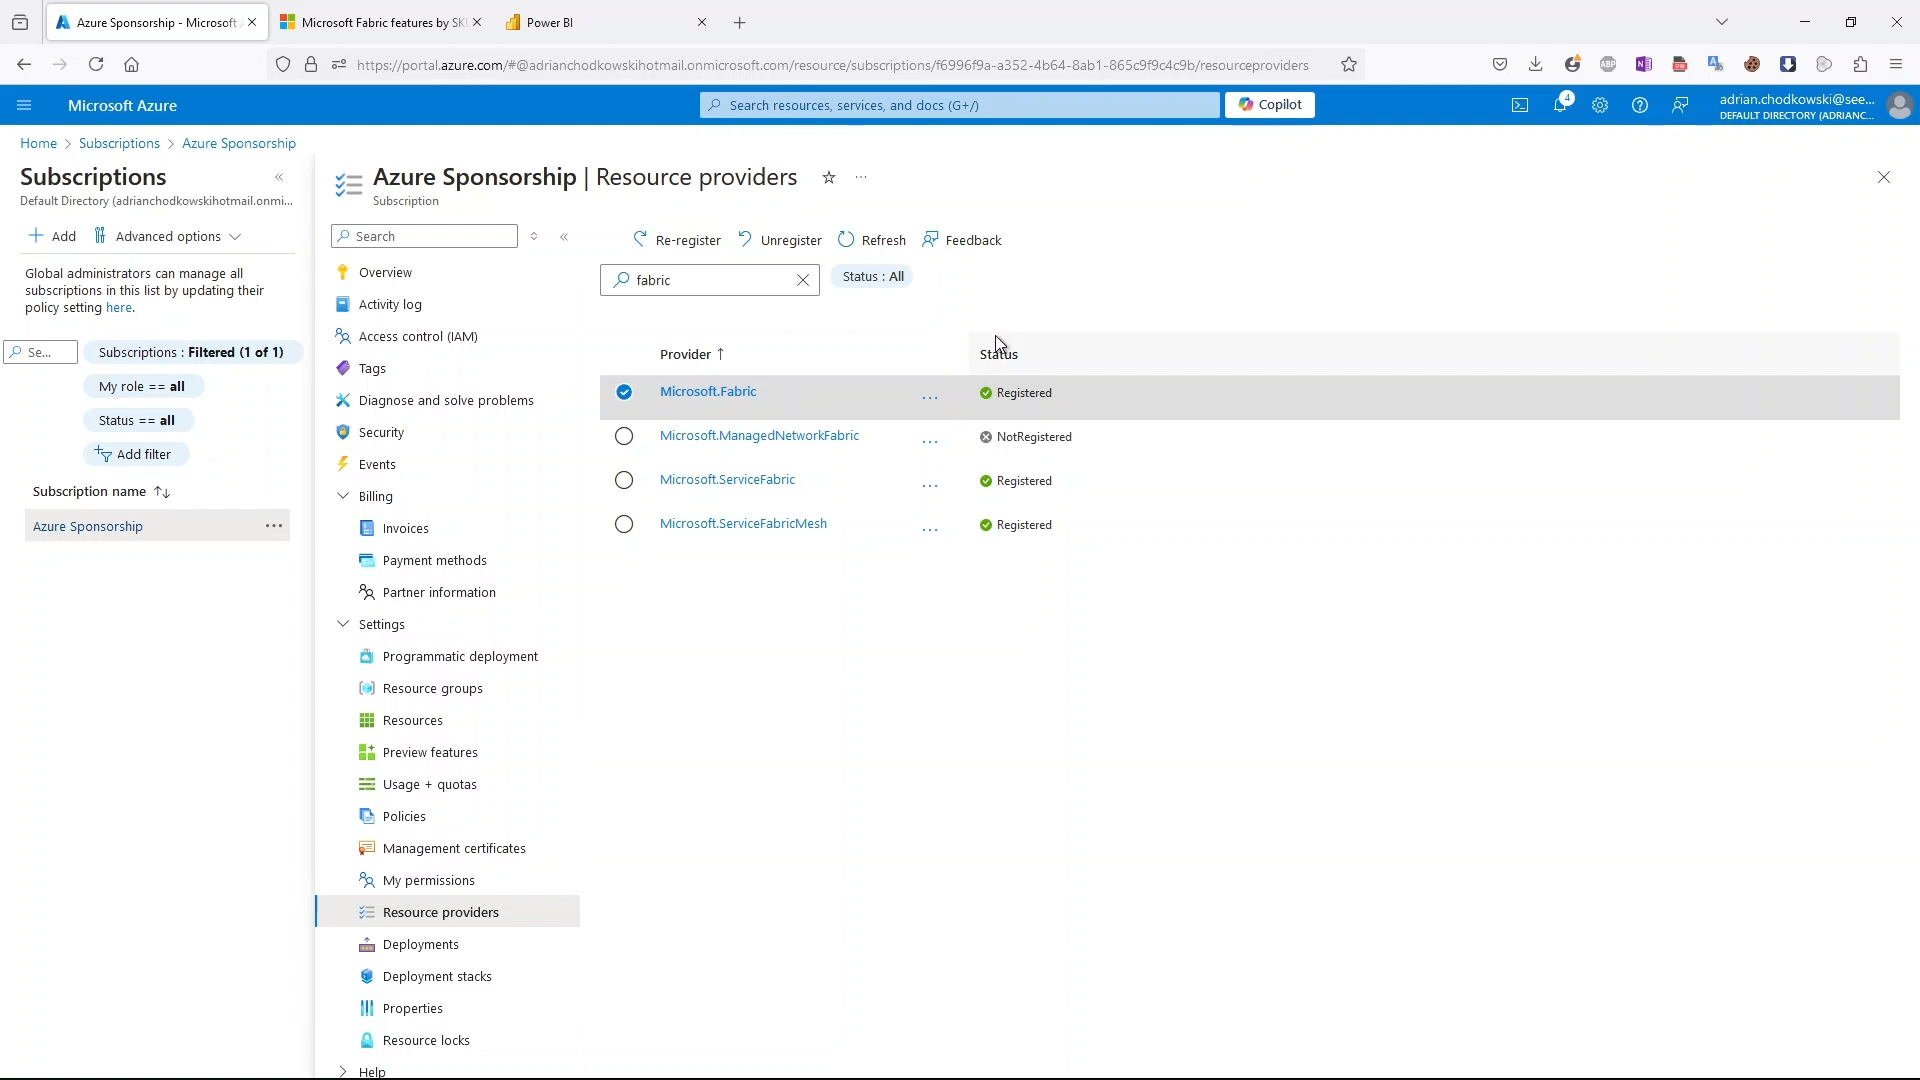 Azure Sponsorship - Microsoft
Microsoft Fabric features by SK
Power BI
https://portal.azure.com/#@adrianchodkowskihotmail.onmicrosoft.com/resource/subscriptions/f6996f9a-a352-4b64-8ab1-865c9f9c4c9b/resourceproviders
ABP
Microsoft Azure
Search resources, services, and docs (G+/)
Copilot
4
adrian.chodkowski@see...
DEFAULT DIRECTORY (ADRIANC...
Home > Subscriptions > Azure Sponsorship
Subscriptions
Default Directory (adrianchodkowskihotmail.onmi...
Add
Advanced options
Global administrators can manage all
subscriptions in this list by updating their
policy setting here.
Se...
Subscriptions : Filtered (1 of 1)
My role == all
Status == all
Add filter
Subscription name
Azure Sponsorship
Azure Sponsorship | Resource providers
Subscription
Search
Overview
Activity log
Access control (IAM)
Tags
Diagnose and solve problems
Security
Events
Billing
Invoices
Payment methods
Partner information
Settings
Programmatic deployment
Resource groups
Resources
Preview features
Usage + quotas
Policies
Management certificates
My permissions
Resource providers
Deployments
Deployment stacks
Properties
Resource locks
Help
Re-register
Unregister
Refresh
Feedback
fabric
Status : All
Provider ↑
Status
Microsoft.Fabric ... Registered
Microsoft.ManagedNetworkFabric ... NotRegistered
Microsoft.ServiceFabric ... Registered
Microsoft.ServiceFabricMesh ... Registered